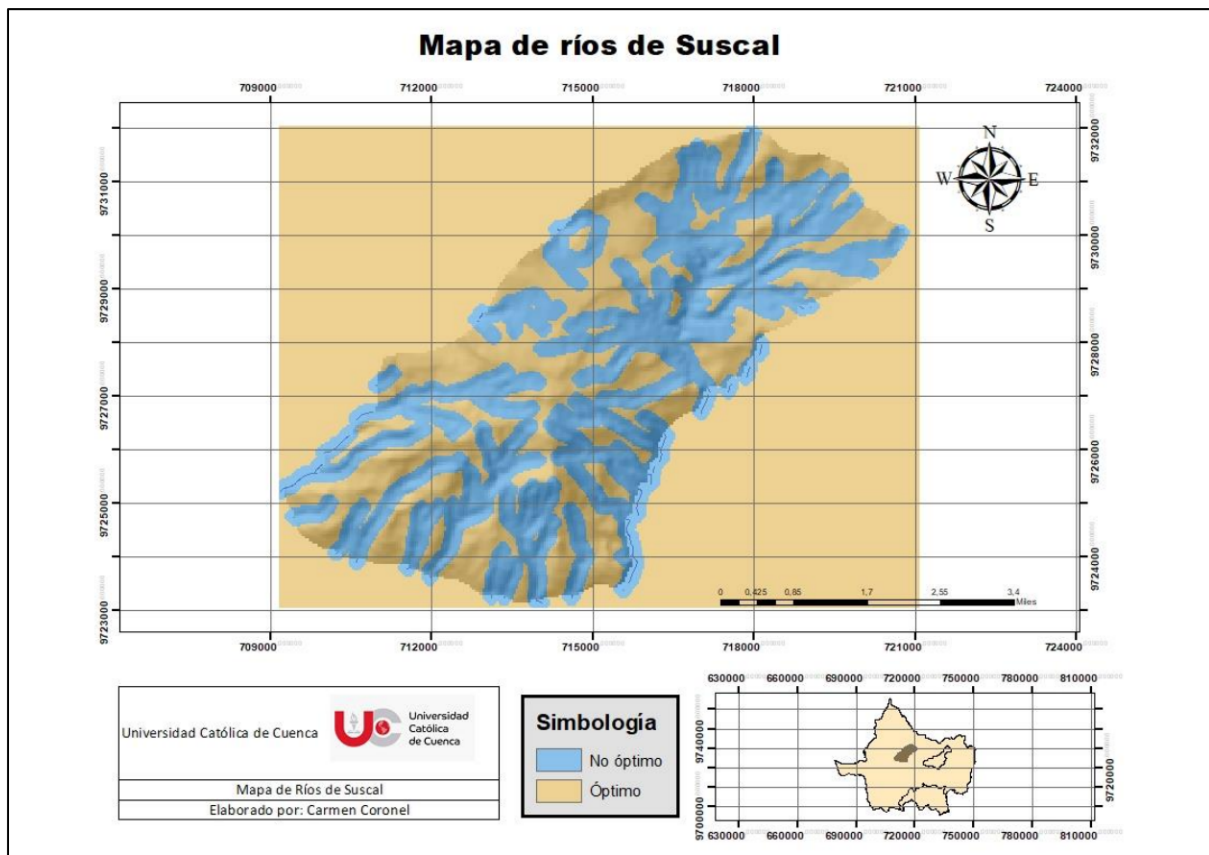 Mapa de ríos de Suscal
709000 712000 715000 718000 721000 724000
9731000
9729000
9727000
9725000
9723000
9732000
9730000
9728000
9726000
9724000
N
W E
S
0 0,425 0,85 1,7 2,55 3,4
Miles
709000 712000 715000 718000 721000 724000
Universidad Católica de Cuenca
UC
Universidad
Católica
de Cuenca
Mapa de Ríos de Suscal
Elaborado por: Carmen Coronel
Simbología
No óptimo
Óptimo
630000 660000 690000 720000 750000 780000 810000
9740000
9700000
9720000
630000 660000 690000 720000 750000 780000 810000